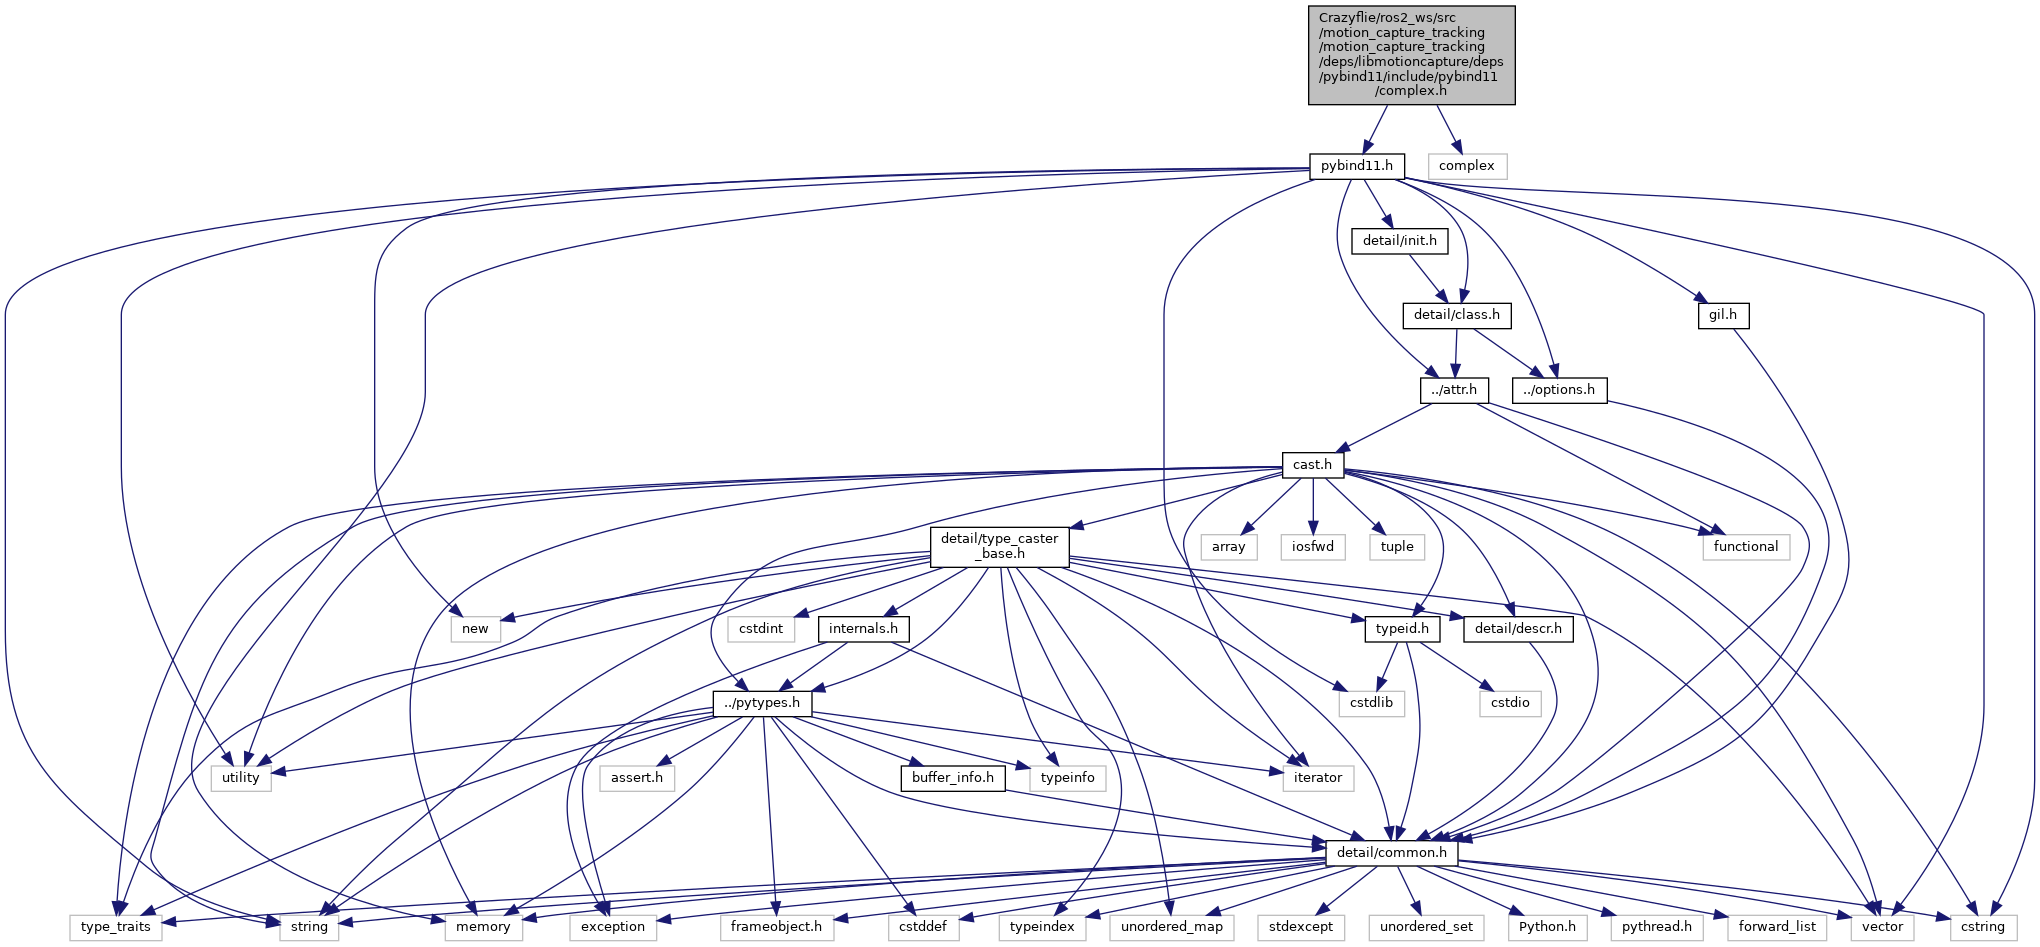 Crazyflie/ros2_ws/src
/motion_capture_tracking
/motion_capture_tracking
/deps/libmotioncapture/deps
/pybind11/include/pybind11
/complex.h
pybind11.h
complex
detail/init.h
detail/class.h
gil.h
../attr.h
../options.h
cast.h
detail/type_caster
_base.h
array
iosfwd
tuple
functional
new
cstdint
internals.h
typeid.h
detail/descr.h
../pytypes.h
cstdlib
cstdio
utility
assert.h
buffer_info.h
typeinfo
iterator
detail/common.h
type_traits
string
memory
exception
frameobject.h
cstddef
typeindex
unordered_map
stdexcept
unordered_set
Python.h
pythread.h
forward_list
vector
cstring